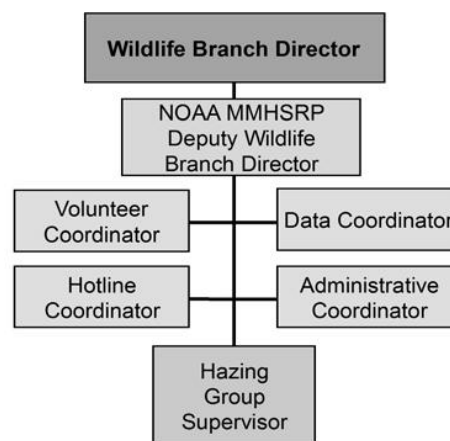 Wildlife Branch Director
NOAA MMHSRP
Deputy Wildlife
Branch Director
Volunteer
Coordinator
Data Coordinator
Hotline
Coordinator
Administrative
Coordinator
Hazing
Group
Supervisor